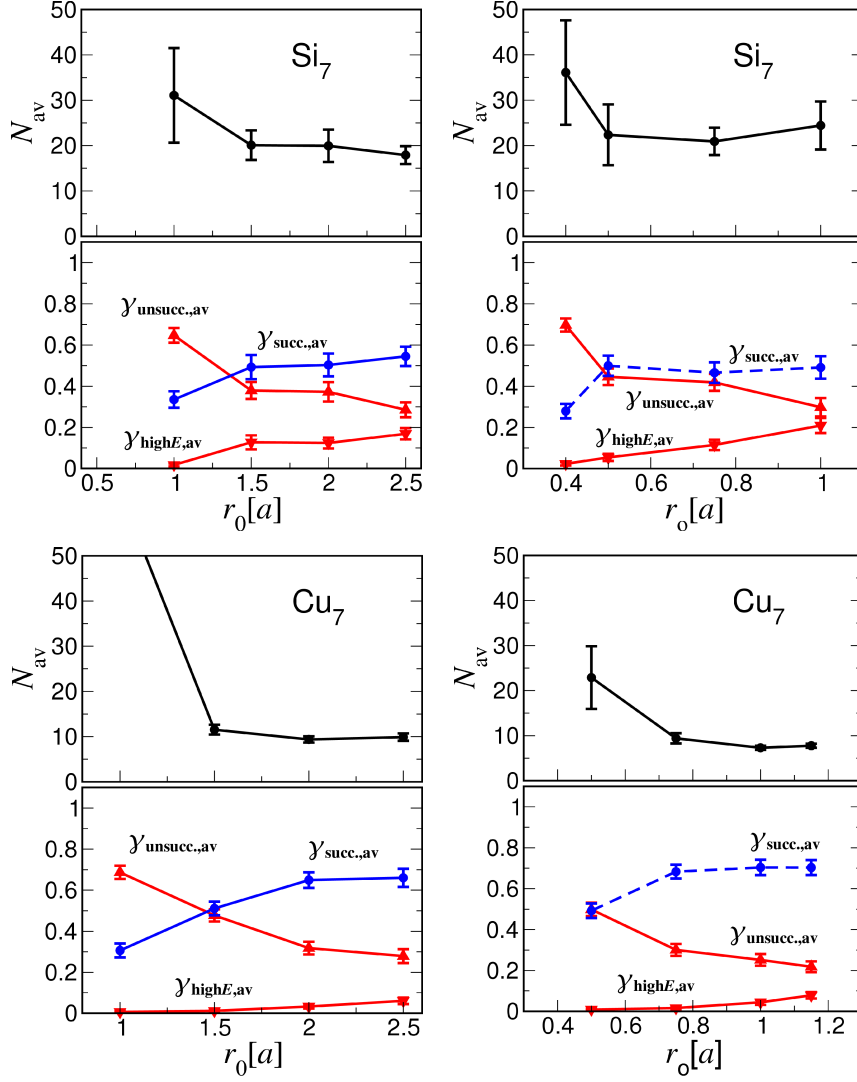 50
40
30
20
10
0
N_av
Si_7
50
40
30
20
10
0
N_av
Si_7
1
0.8
0.6
0.4
0.2
0
γ_unsucc.,av
γ_succ.,av
γ_highE,av
0.5 1 1.5 2 2.5
r_0[a]
1
0.8
0.6
0.4
0.2
0
γ_succ.,av
γ_unsucc.,av
γ_highE,av
0.4 0.6 0.8 1
r_o[a]
50
40
30
20
10
0
N_av
Cu_7
50
40
30
20
10
0
N_av
Cu_7
1
0.8
0.6
0.4
0.2
0
γ_unsucc.,av
γ_succ.,av
γ_highE,av
1 1.5 2 2.5
r_0[a]
1
0.8
0.6
0.4
0.2
0
γ_succ.,av
γ_unsucc.,av
γ_highE,av
0.4 0.6 0.8 1 1.2
r_o[a]